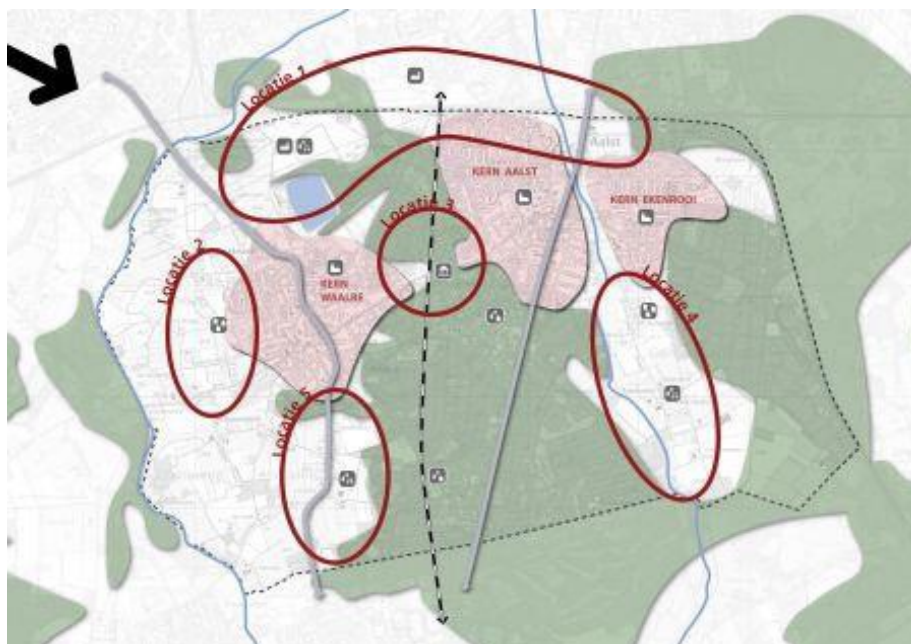 Locatie 1
Aalst
KERN AALST
KERN EKENROOI
Locatie 3
Locatie 2
KERN
WAALRE
Locatie 4
Locatie 5